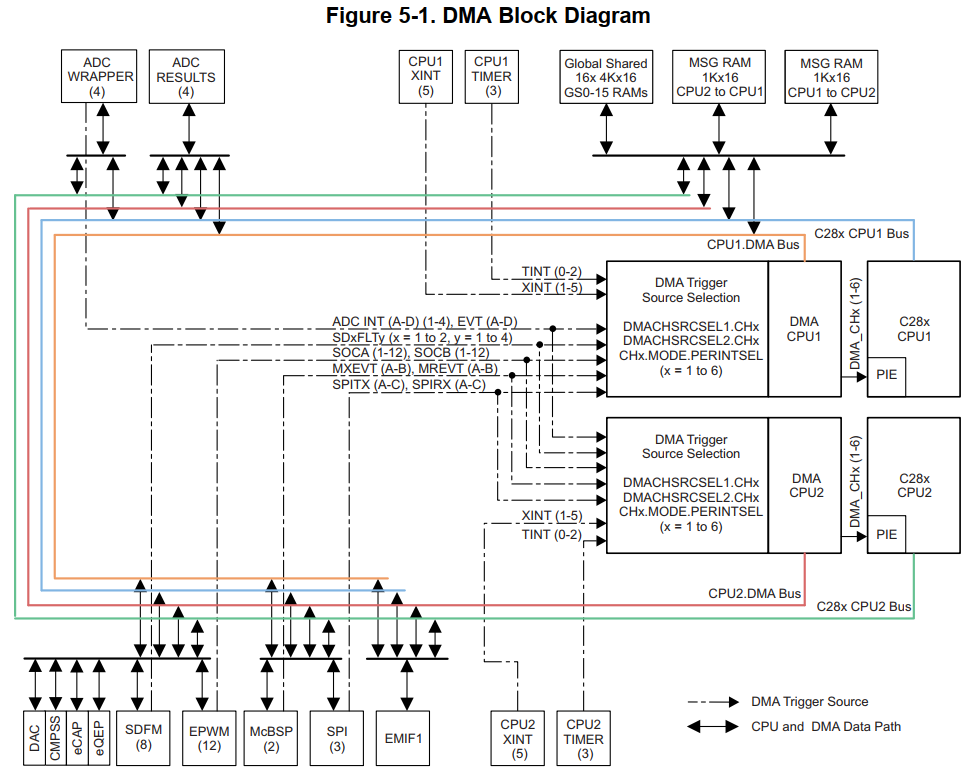 Figure 5-1. DMA Block Diagram
ADC
WRAPPER
(4)
ADC
RESULTS
(4)
CPU1
XINT
(5)
CPU1
TIMER
(3)
Global Shared
16x 4Kx16
GS0-15 RAMs
MSG RAM
1Kx16
CPU2 to CPU1
MSG RAM
1Kx16
CPU1 to CPU2
C28x CPU1 Bus
CPU1.DMA Bus
TINT (0-2)
XINT (1-5)
ADC INT (A-D) (1-4), EVT (A-D)
SDxFLTy (x = 1 to 2, y = 1 to 4)
SOCA (1-12), SOCB (1-12)
MXEVT (A-B), MREVT (A-B)
SPITX (A-C), SPIRX (A-C)
DMA Trigger
Source Selection
DMACHSRCSEL1.CHx
DMACHSRCSEL2.CHx
CHx.MODE.PERINTSEL
(x = 1 to 6)
DMA
CPU1
DMA_CHx (1-6)
C28x
CPU1
PIE
DMA Trigger
Source Selection
DMACHSRCSEL1.CHx
DMACHSRCSEL2.CHx
CHx.MODE.PERINTSEL
(x = 1 to 6)
DMA
CPU2
DMA_CHx (1-6)
C28x
CPU2
PIE
XINT (1-5)
TINT (0-2)
CPU2.DMA Bus
C28x CPU2 Bus
DAC
CMPSS
eCAP
eQEP
SDFM
(8)
EPWM
(12)
McBSP
(2)
SPI
(3)
EMIF1
CPU2
XINT
(5)
CPU2
TIMER
(3)
DMA Trigger Source
CPU and DMA Data Path